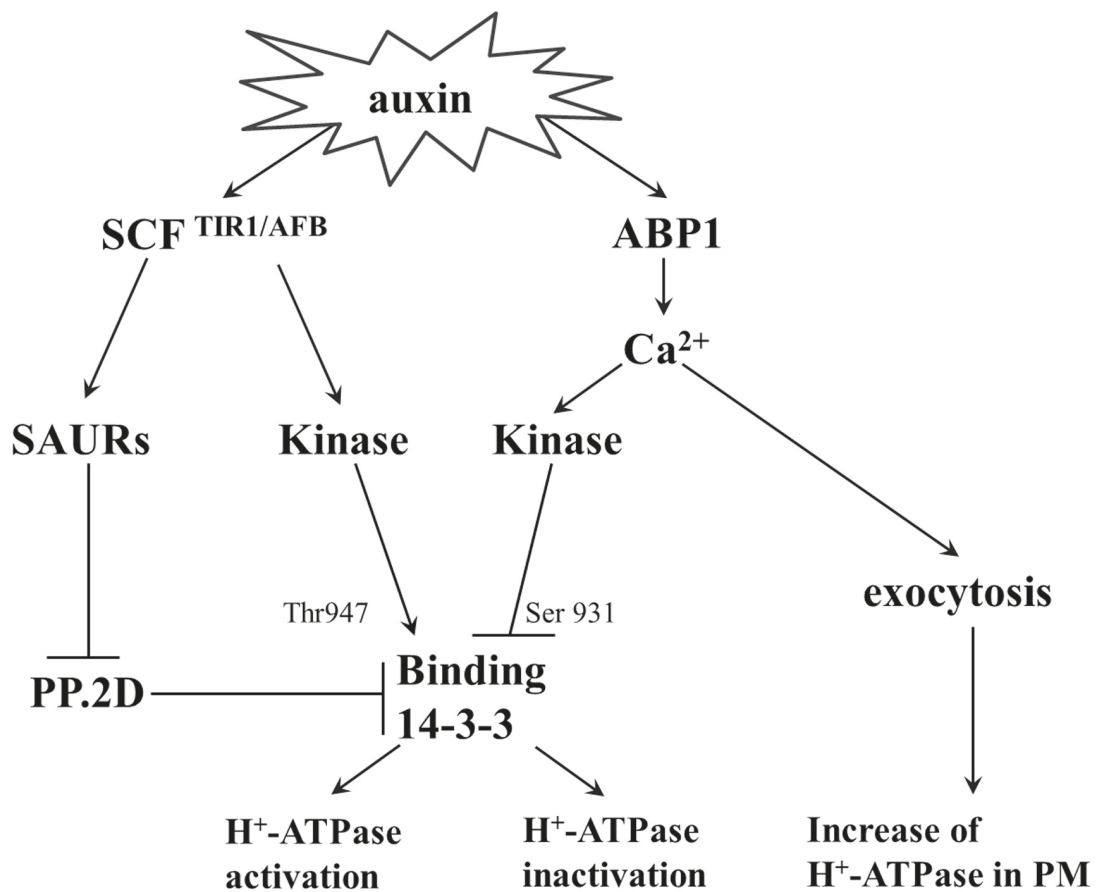 auxin
SCF TIR1/AFB
ABP1
Ca2+
SAURs
Kinase
Kinase
exocytosis
Thr947
Ser 931
Binding
14-3-3
PP.2D
H+-ATPase
activation
H+-ATPase
inactivation
Increase of
H+-ATPase in PM